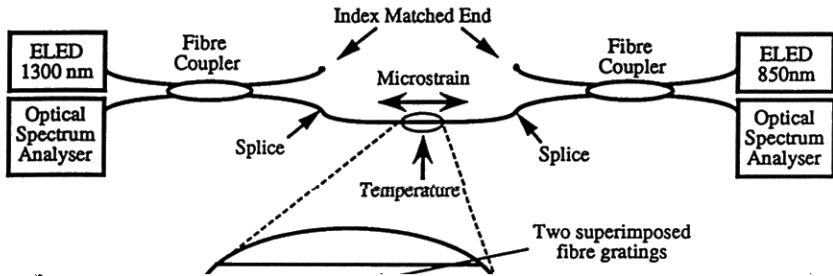 Index Matched End
ELED
1300 nm
Fibre
Coupler
Fibre
Coupler
ELED
850nm
Microstrain
Optical
Spectrum
Analyser
Optical
Spectrum
Analyser
Splice
Splice
Temperature
Two superimposed
fibre gratings